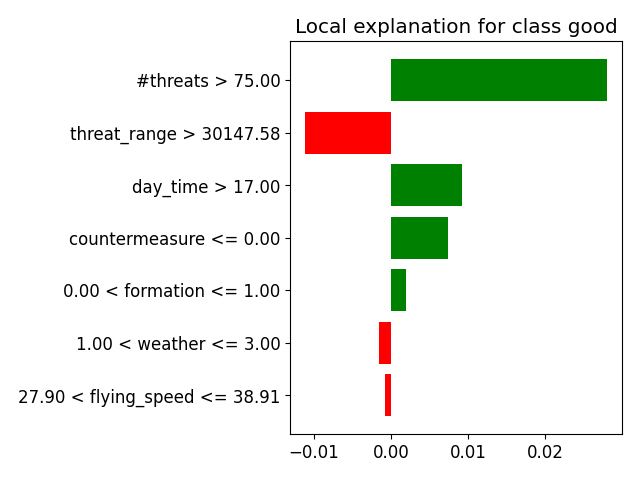 Local explanation for class good
#threats > 75.00
threat_range > 30147.58
day_time > 17.00
countermeasure <= 0.00
0.00 < formation <= 1.00
1.00 < weather <= 3.00
27.90 < flying_speed <= 38.91
−0.01 0.00 0.01 0.02